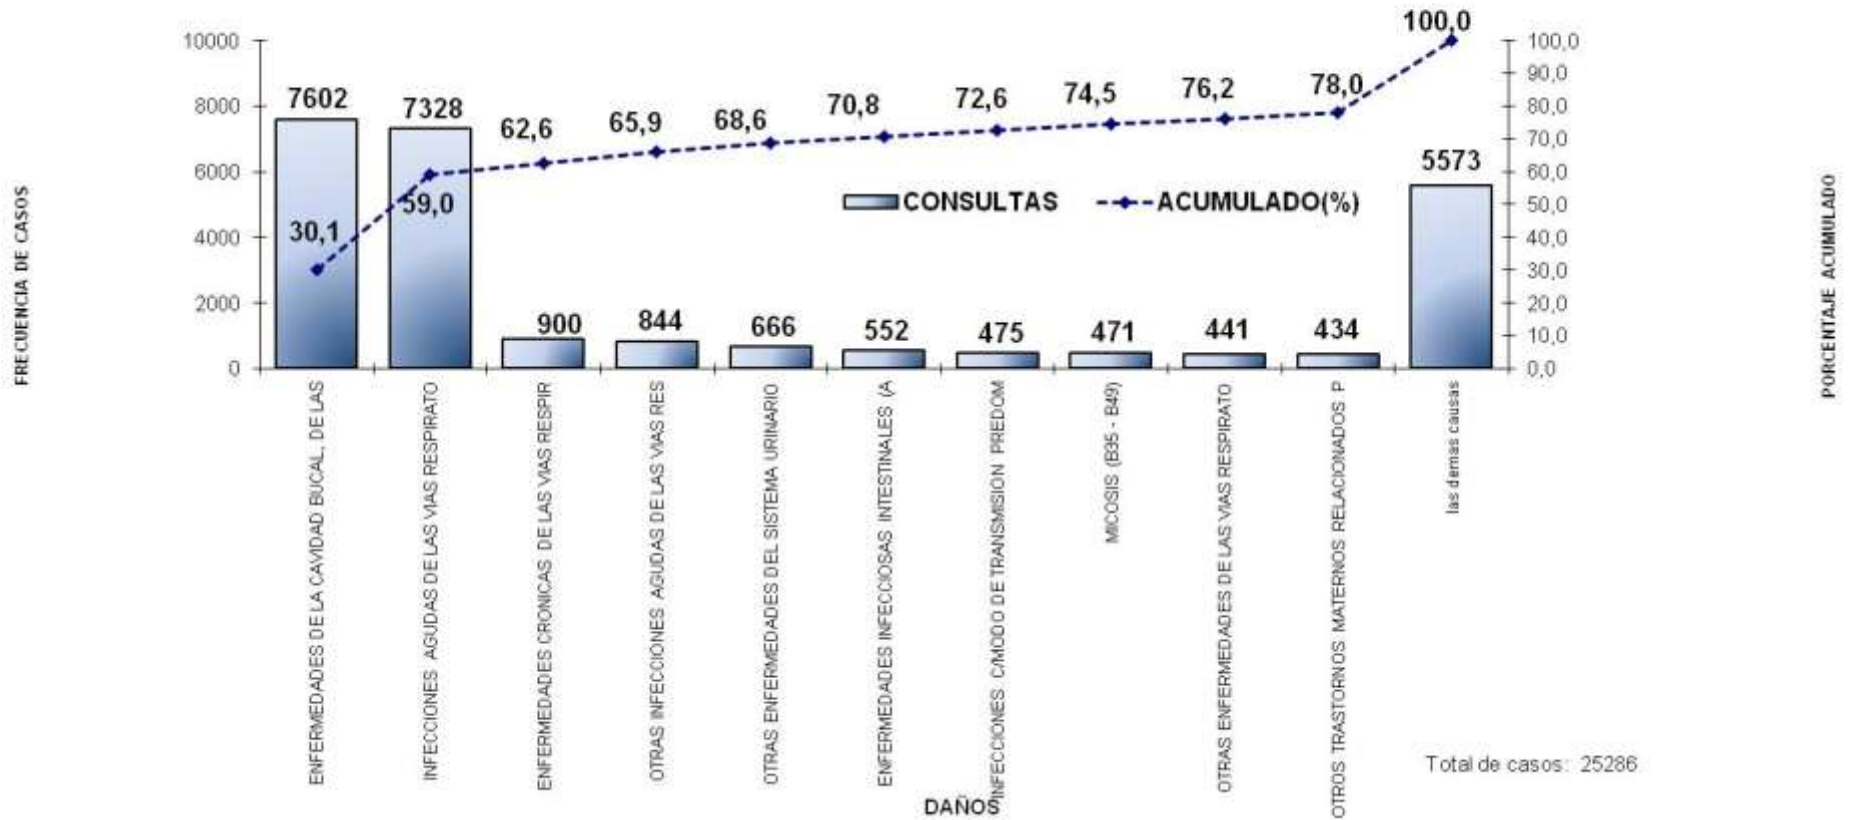 100,0
10000
100,0
90,0
7602
7328
62,6
65,9
68,6
70,8
72,6
74,5
76,2
78,0
8000
80,0
70,0
5573
6000
60,0
CONSULTAS
ACUMULADO(%)
59,0
50,0
30,1
4000
40,0
30,0
2000
20,0
900
844
666
552
475
471
441
434
10,0
0
0,0
FRECUENCIA DE CASOS
PORCENTAJE ACUMULADO
ENFERMEDADES DE LA CAVIDAD BUCAL, DE LAS
INFECCIONES AGUDAS DE LAS VIAS RESPIRATO
ENFERMEDADES CRONICAS DE LAS VIAS RESPIR
OTRAS INFECCIONES AGUDAS DE LAS VIAS RES
OTRAS ENFERMEDADES DEL SISTEMA URINARIO
ENFERMEDADES INFECCIOSAS INTESTINALES (A
INFECCIONES C/MODO DE TRANSMISION PREDOM
MICOSIS (B35 - B49)
OTRAS ENFERMEDADES DE LAS VIAS RESPIRATO
OTROS TRASTORNOS MATERNOS RELACIONADOS P
las demas causas
Total de casos: 25286
DAÑOS